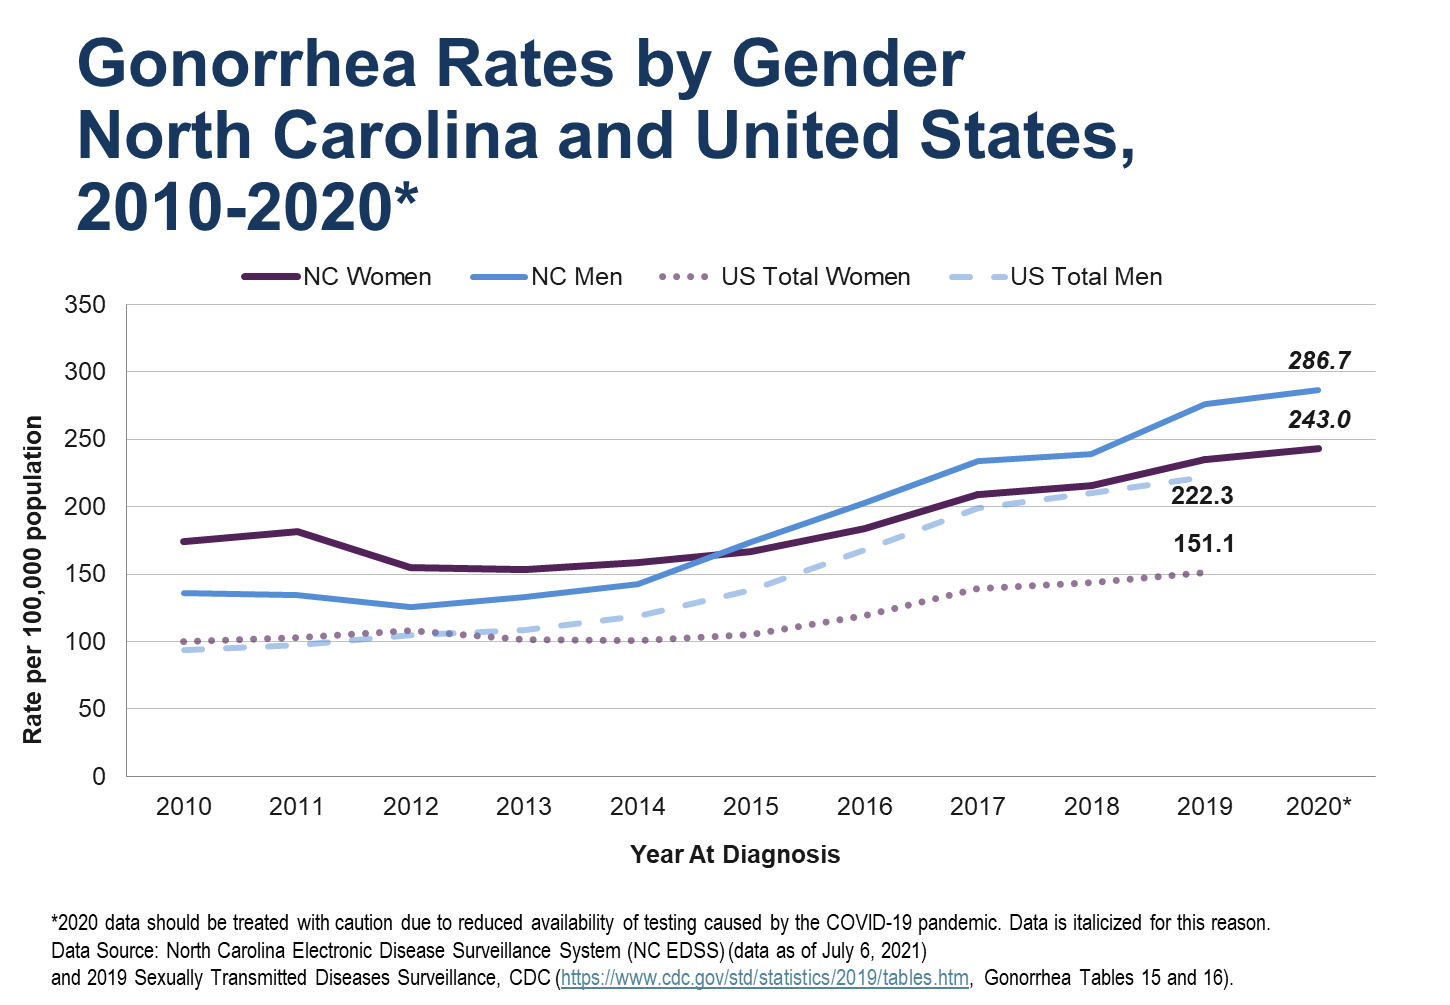 Gonorrhea Rates by Gender
North Carolina and United States,
2010-2020*
NC Women NC Men US Total Women US Total Men
350
300
250
200
150
100
50
0
Rate per 100,000 population
286.7
243.0
222.3
151.1
2010 2011 2012 2013 2014 2015 2016 2017 2018 2019 2020*
Year At Diagnosis
*2020 data should be treated with caution due to reduced availability of testing caused by the COVID-19 pandemic. Data is italicized for this reason.
Data Source: North Carolina Electronic Disease Surveillance System (NC EDSS) (data as of July 6, 2021)
and 2019 Sexually Transmitted Diseases Surveillance, CDC (https://www.cdc.gov/std/statistics/2019/tables.htm, Gonorrhea Tables 15 and 16).